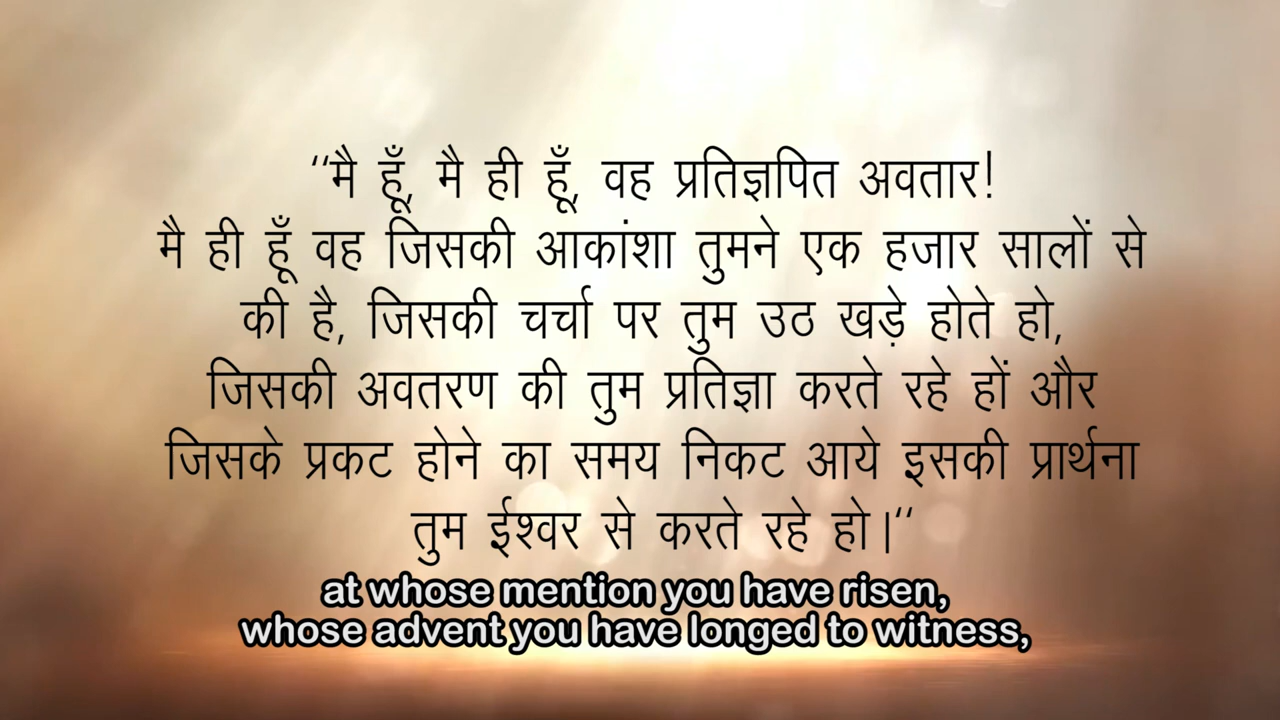 “मै हूँ, मै ही हूँ, वह प्रतिज्ञपित अवतार!
मै ही हूँ वह जिसकी आकांशा तुमने एक हजार सालों से
की है, जिसकी चर्चा पर तुम उठ खड़े होते हो,
जिसकी अवतरण की तुम प्रतिज्ञा करते रहे हों और
जिसके प्रकट होने का समय निकट आये इसकी प्रार्थना
तुम ईश्वर से करते रहे हो।“
at whose mention you have risen,
whose advent you have longed to witness,